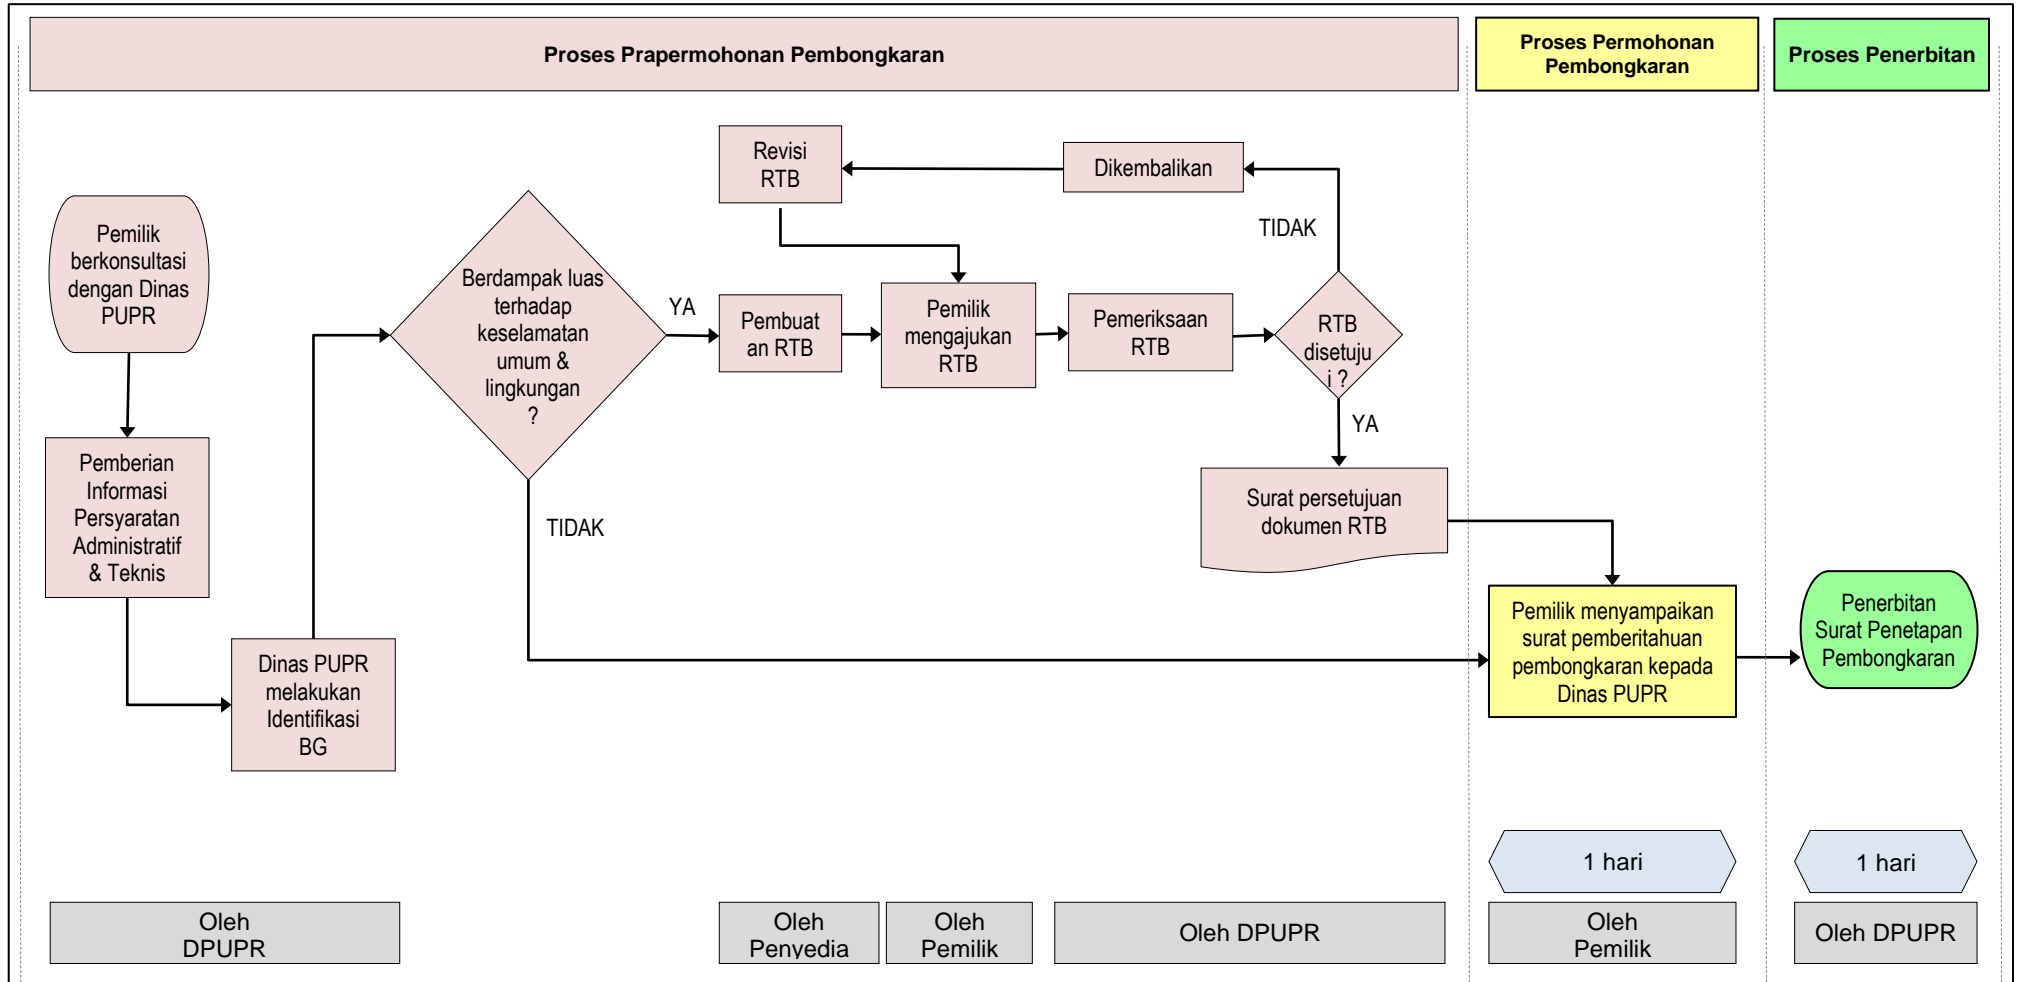 Proses Prapermohonan Pembongkaran
Proses Permohonan
Pembongkaran
Proses Penerbitan
Pemilik
berkonsultasi
dengan Dinas
PUPR
Pemberian
Informasi
Persyaratan
Administratif
& Teknis
Dinas PUPR
melakukan
Identifikasi
BG
Berdampak luas
terhadap
keselamatan
umum &
lingkungan
?
YA
TIDAK
Revisi
RTB
Dikembalikan
TIDAK
Pembuat
an RTB
Pemilik
mengajukan
RTB
Pemeriksaan
RTB
RTB
disetuju
i ?
YA
Surat persetujuan
dokumen RTB
Pemilik menyampaikan
surat pemberitahuan
pembongkaran kepada
Dinas PUPR
Penerbitan
Surat Penetapan
Pembongkaran
1 hari
1 hari
Oleh
DPUPR
Oleh
Penyedia
Oleh
Pemilik
Oleh DPUPR
Oleh
Pemilik
Oleh DPUPR